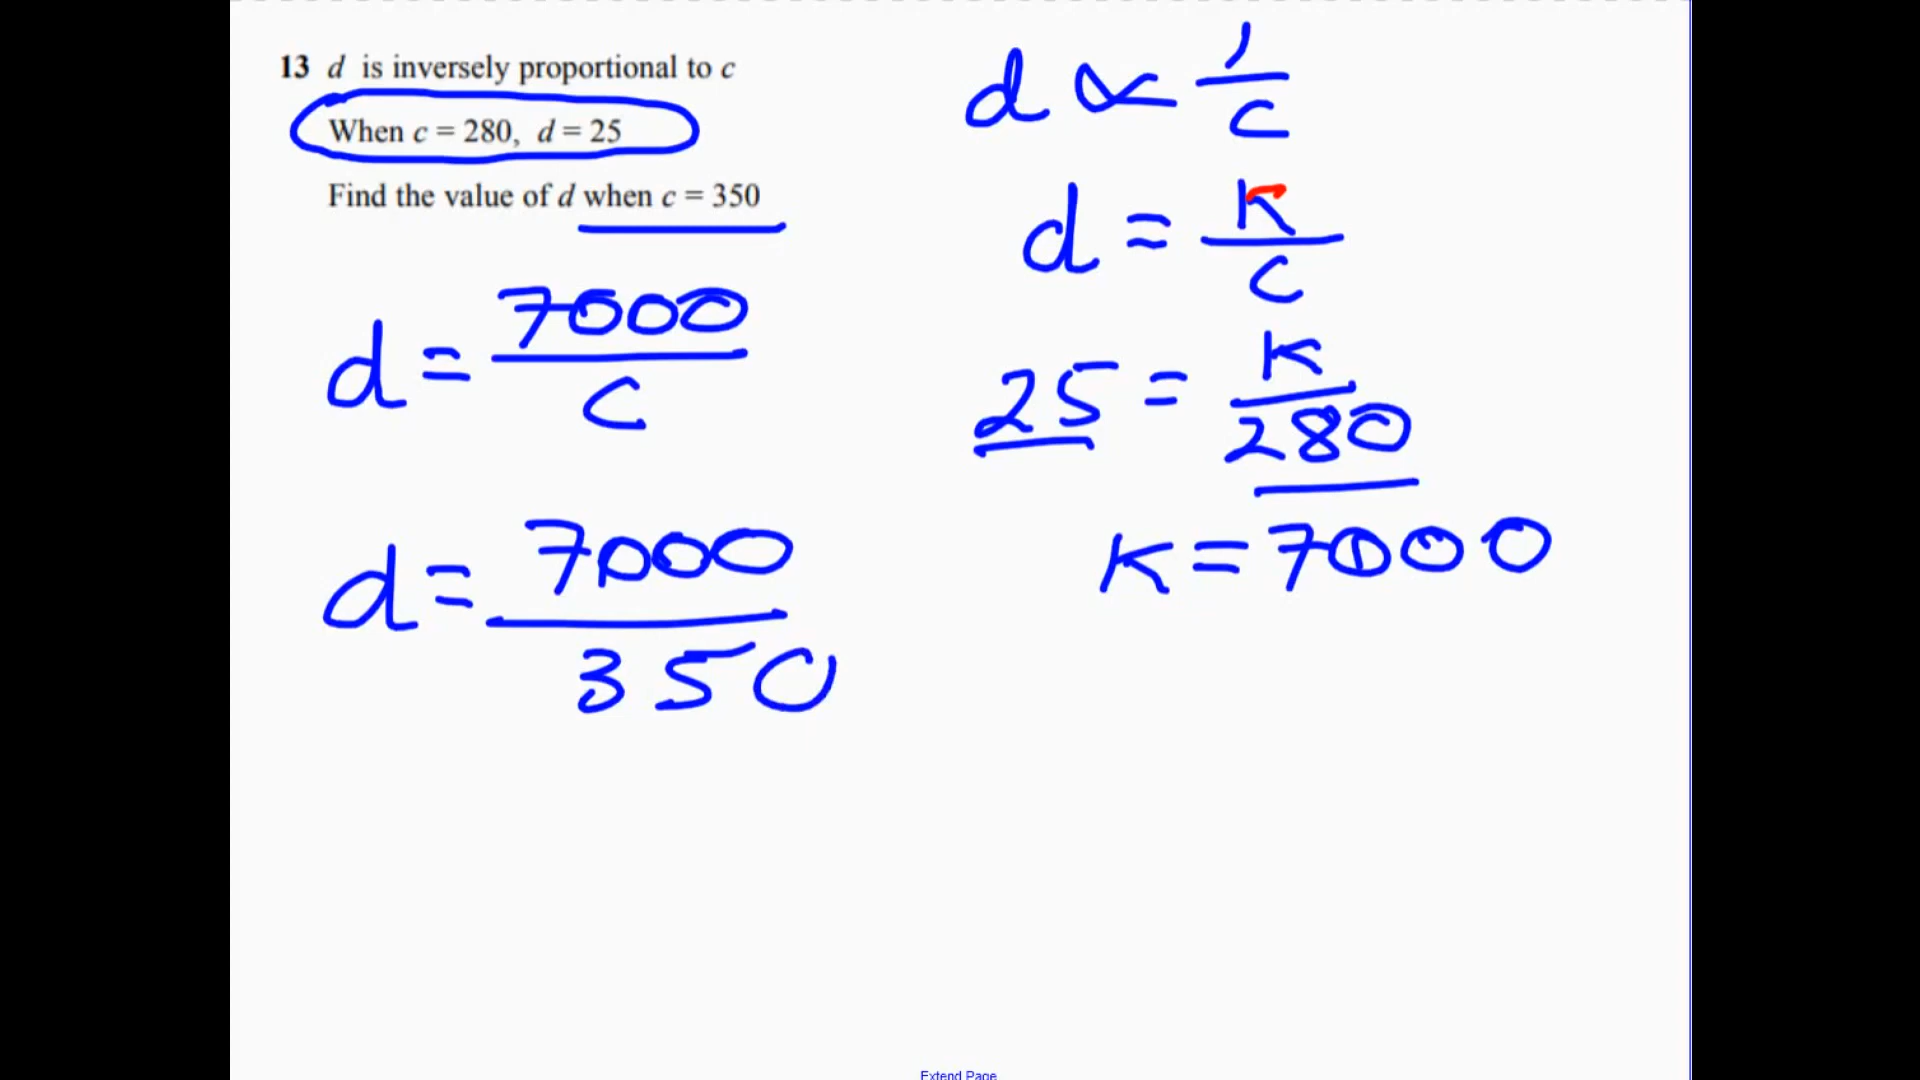 13 d is inversely proportional to c
When c = 280, d = 25
Find the value of d when c = 350
d = 7000/c
d = 7000/350
d ∝ 1/c
d = K/c
25 = K/280
K = 7000
Extend Page